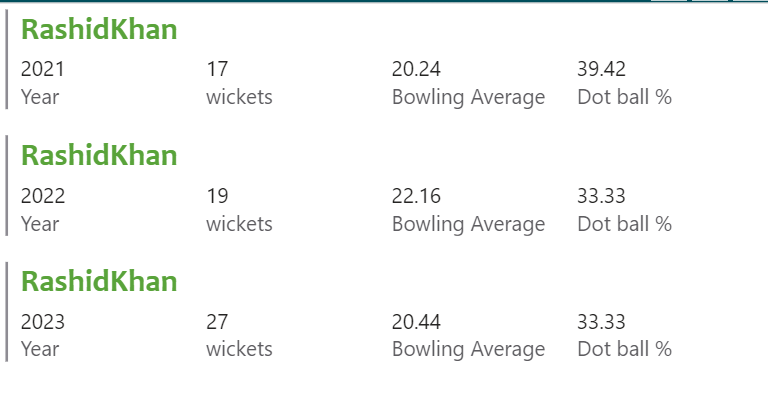 RashidKhan
2021 17 20.24 39.42
Year wickets Bowling Average Dot ball %
RashidKhan
2022 19 22.16 33.33
Year wickets Bowling Average Dot ball %
RashidKhan
2023 27 20.44 33.33
Year wickets Bowling Average Dot ball %